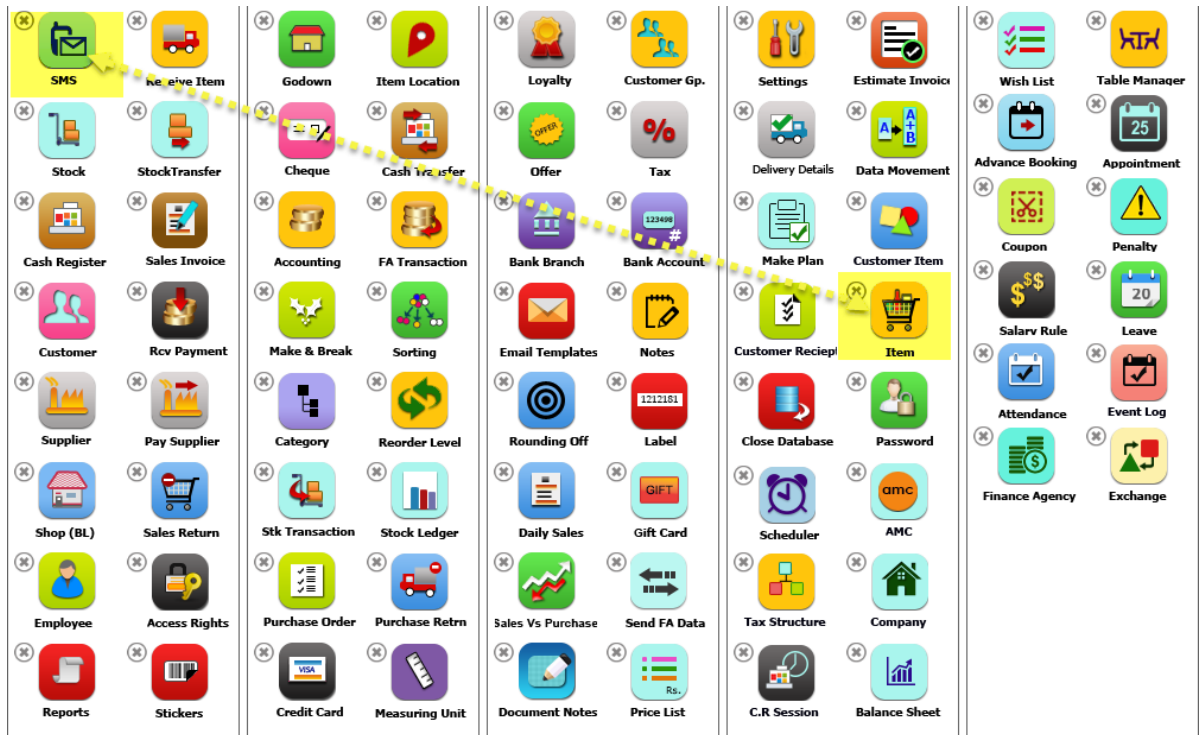 SMS
Receive Item
Godown
Item Location
Loyalty
Customer Gp.
Settings
Estimate Invoice
Wish List
Table Manager
OFFER
%
A
A
+
B
25
Stock
StockTransfer
Cheque
Cash Transfer
Offer
Tax
Delivery Details
Data Movement
Advance Booking
Appointment
123498
#
Cash Register
Sales Invoice
Accounting
FA Transaction
Bank Branch
Bank Account
Make Plan
Customer Item
Coupon
Penalty
$$$
20
Customer
Rcv Payment
Make & Break
Sorting
Email Templates
Notes
Customer Reciept
Item
Salary Rule
Leave
1212181
Supplier
Pay Supplier
Category
Reorder Level
Rounding Off
Label
Close Database
Password
Attendance
Event Log
GIFT
amc
$
Shop (BL)
Sales Return
Stk Transaction
Stock Ledger
Daily Sales
Gift Card
Scheduler
AMC
Finance Agency
Exchange
Employee
Access Rights
Purchase Order
Purchase Retrn
Sales Vs Purchase
Send FA Data
Tax Structure
Company
VISA
Rs.
Reports
Stickers
Credit Card
Measuring Unit
Document Notes
Price List
C.R Session
Balance Sheet